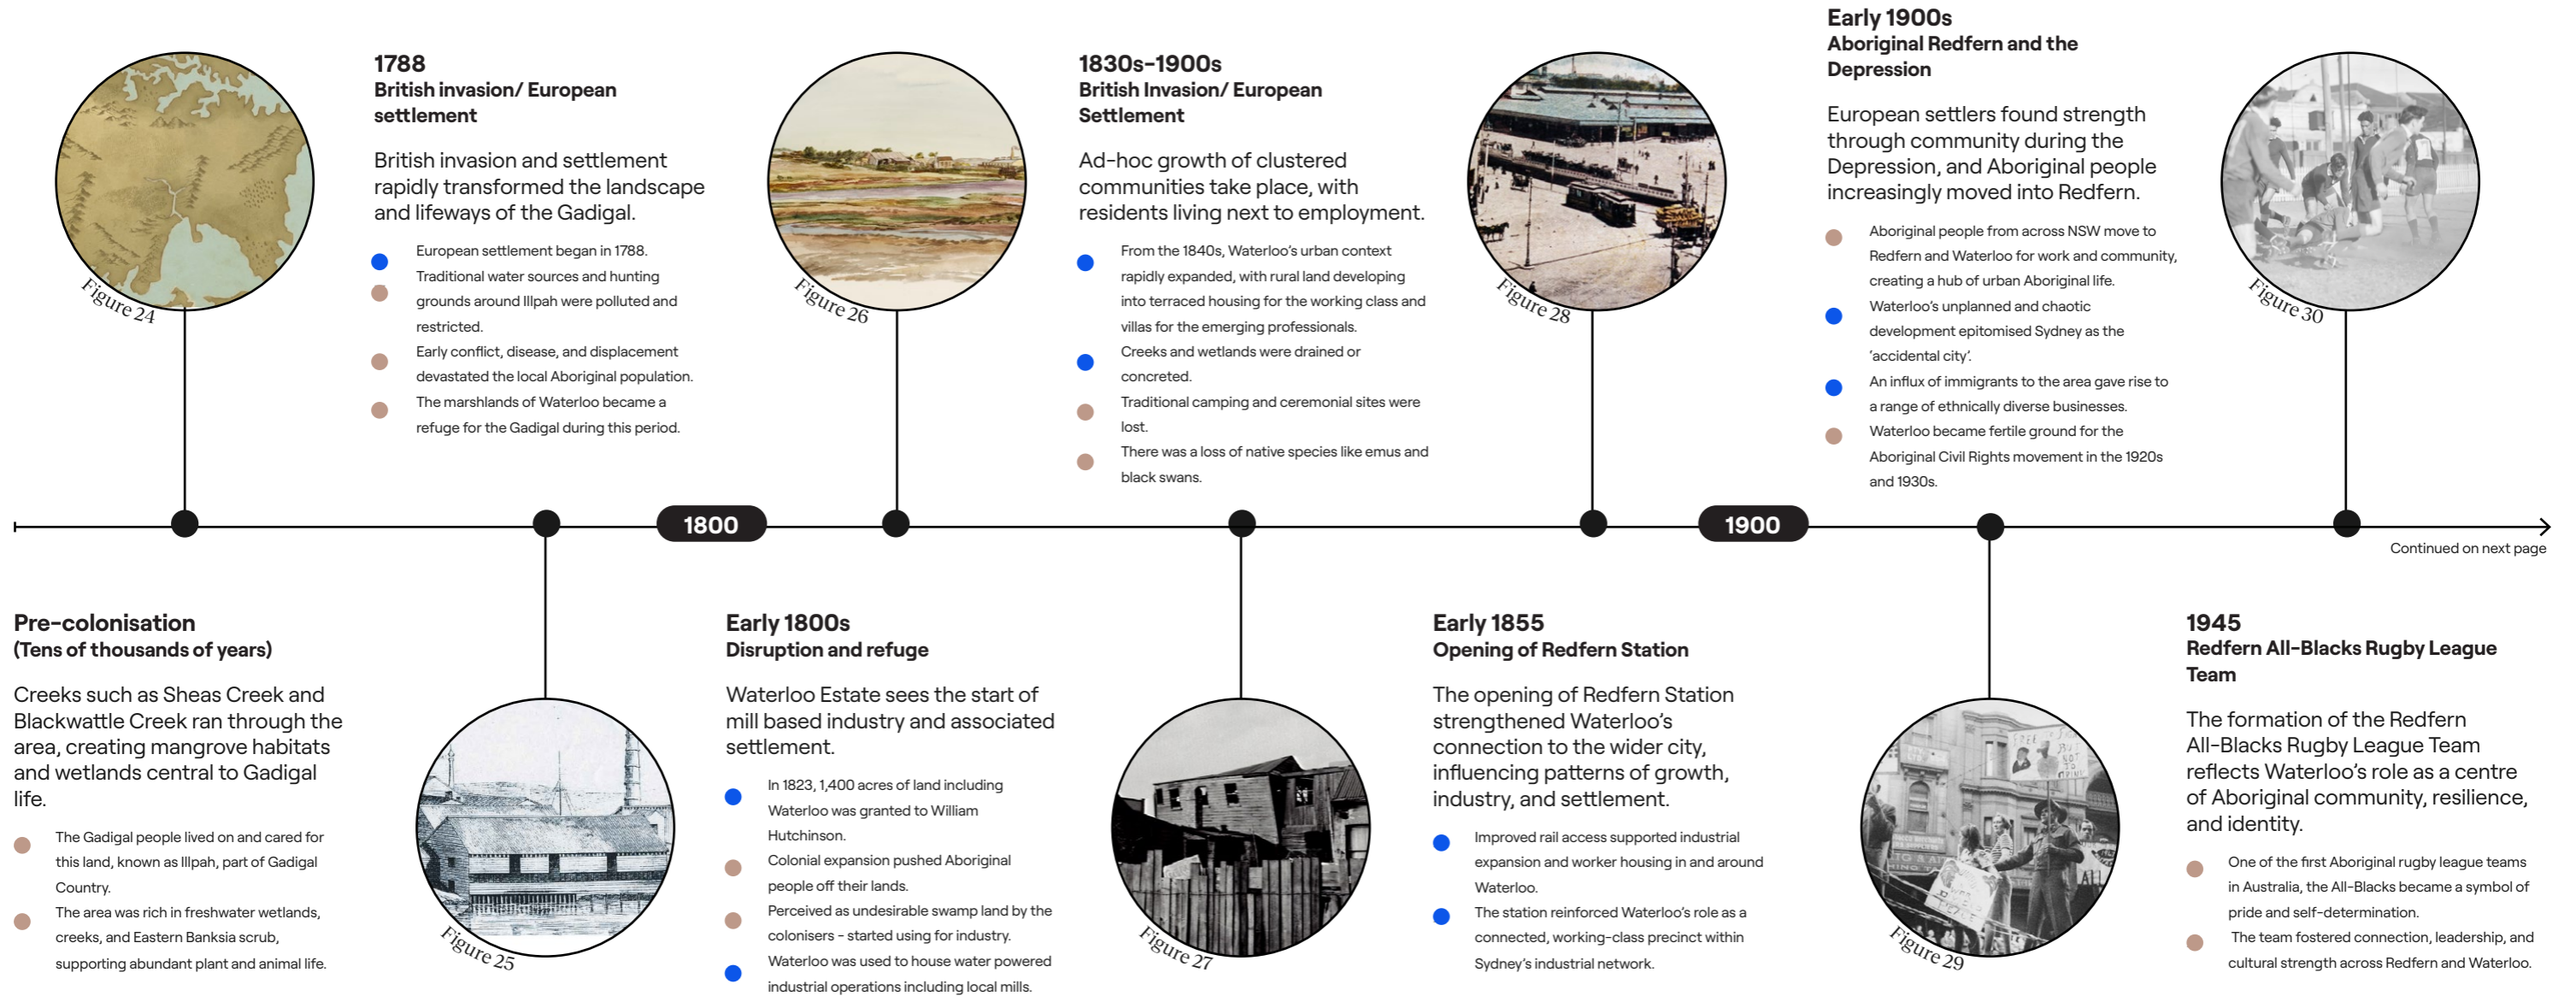 Figure 24
1788
British invasion/ European
settlement
British invasion and settlement
rapidly transformed the landscape
and lifeways of the Gadigal.
European settlement began in 1788.
Traditional water sources and hunting
grounds around Illpah were polluted and
restricted.
Early conflict, disease, and displacement
devastated the local Aboriginal population.
The marshlands of Waterloo became a
refuge for the Gadigal during this period.
Figure 26
1830s-1900s
British Invasion/ European
Settlement
Ad-hoc growth of clustered
communities take place, with
residents living next to employment.
From the 1840s, Waterloo's urban context
rapidly expanded, with rural land developing
into terraced housing for the working class and
villas for the emerging professionals.
Creeks and wetlands were drained or
concreted.
Traditional camping and ceremonial sites were
lost.
There was a loss of native species like emus and
black swans.
Figure 28
Early 1900s
Aboriginal Redfern and the
Depression
European settlers found strength
through community during the
Depression, and Aboriginal people
increasingly moved into Redfern.
Aboriginal people from across NSW move to
Redfern and Waterloo for work and community,
creating a hub of urban Aboriginal life.
Waterloo's unplanned and chaotic
development epitomised Sydney as the
'accidental city'.
An influx of immigrants to the area gave rise to
a range of ethnically diverse businesses.
Waterloo became fertile ground for the
Aboriginal Civil Rights movement in the 1920s
and 1930s.
Figure 30
1800
1900
Continued on next page
Pre-colonisation
(Tens of thousands of years)
Creeks such as Sheas Creek and
Blackwattle Creek ran through the
area, creating mangrove habitats
and wetlands central to Gadigal
life.
The Gadigal people lived on and cared for
this land, known as Illpah, part of Gadigal
Country.
The area was rich in freshwater wetlands,
creeks, and Eastern Banksia scrub,
supporting abundant plant and animal life.
Figure 25
Early 1800s
Disruption and refuge
Waterloo Estate sees the start of
mill based industry and associated
settlement.
In 1823, 1,400 acres of land including
Waterloo was granted to William
Hutchinson.
Colonial expansion pushed Aboriginal
people off their lands.
Perceived as undesirable swamp land by the
colonisers - started using for industry.
Waterloo was used to house water powered
industrial operations including local mills.
Figure 27
Early 1855
Opening of Redfern Station
The opening of Redfern Station
strengthened Waterloo's
connection to the wider city,
influencing patterns of growth,
industry, and settlement.
Improved rail access supported industrial
expansion and worker housing in and around
Waterloo.
The station reinforced Waterloo's role as a
connected, working-class precinct within
Sydney's industrial network.
Figure 29
1945
Redfern All-Blacks Rugby League
Team
The formation of the Redfern
All-Blacks Rugby League Team
reflects Waterloo's role as a centre
of Aboriginal community, resilience,
and identity.
One of the first Aboriginal rugby league teams
in Australia, the All-Blacks became a symbol of
pride and self-determination.
The team fostered connection, leadership, and
cultural strength across Redfern and Waterloo.